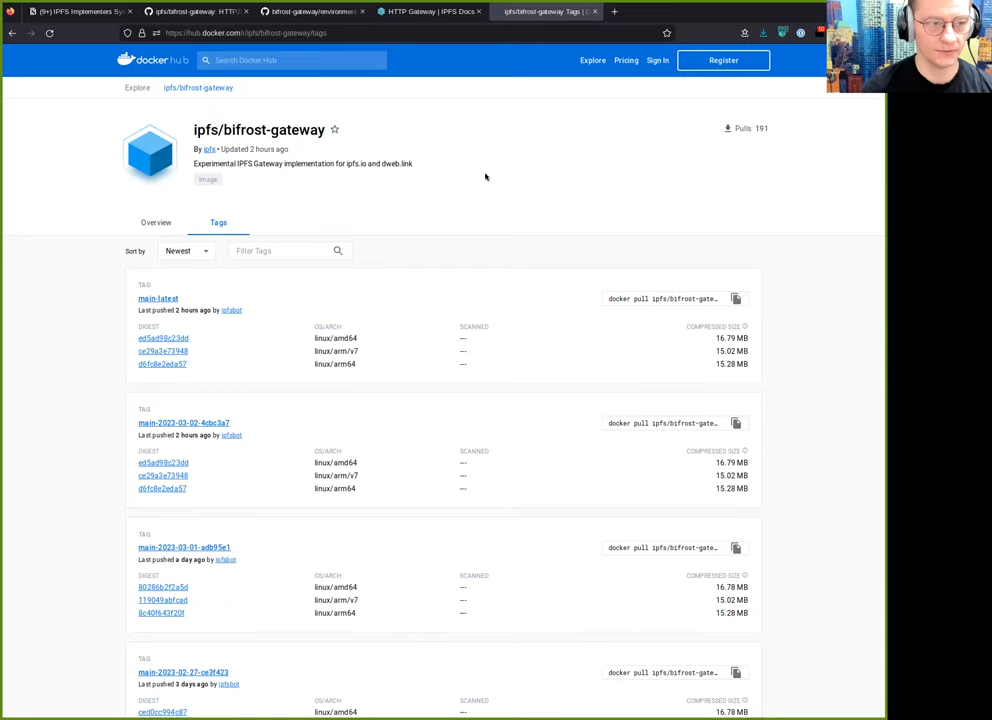 (9+) IPFS Implementers Sy
ipfs/bifrost-gateway: HTTP
bifrost-gateway/environmen
HTTP Gateway | IPFS Docs
ipfs/bifrost-gateway Tags | D
https://hub.docker.com/r/ipfs/bifrost-gateway/tags
dockerhub
Search Docker Hub
Explore
Pricing
Sign In
Register
Explore
ipfs/bifrost-gateway
ipfs/bifrost-gateway
Pulls 191
By ipfs • Updated 2 hours ago
Experimental IPFS Gateway implementation for ipfs.io and dweb.link
Image
Overview
Tags
Sort by
Newest
Filter Tags
TAG
main-latest
docker pull ipfs/bifrost-gate…
Last pushed 2 hours ago by ipfsbot
DIGEST OS/ARCH SCANNED COMPRESSED SIZE
ed5ad98c23dd linux/amd64 --- 16.79 MB
ce29a3e73948 linux/arm/v7 --- 15.02 MB
d6fc8e2eda57 linux/arm64 --- 15.28 MB
TAG
main-2023-03-02-4cbc3a7
docker pull ipfs/bifrost-gate…
Last pushed 2 hours ago by ipfsbot
DIGEST OS/ARCH SCANNED COMPRESSED SIZE
ed5ad98c23dd linux/amd64 --- 16.79 MB
ce29a3e73948 linux/arm/v7 --- 15.02 MB
d6fc8e2eda57 linux/arm64 --- 15.28 MB
TAG
main-2023-03-01-adb95e1
docker pull ipfs/bifrost-gate…
Last pushed a day ago by ipfsbot
DIGEST OS/ARCH SCANNED COMPRESSED SIZE
80286b2f2a5d linux/amd64 --- 16.78 MB
119049abfcad linux/arm/v7 --- 15.02 MB
8c40f643f20f linux/arm64 --- 15.28 MB
TAG
main-2023-02-27-ce3f423
docker pull ipfs/bifrost-gate…
Last pushed 3 days ago by ipfsbot
DIGEST OS/ARCH SCANNED COMPRESSED SIZE
ced0cc994c87 linux/amd64 --- 16.78 MB